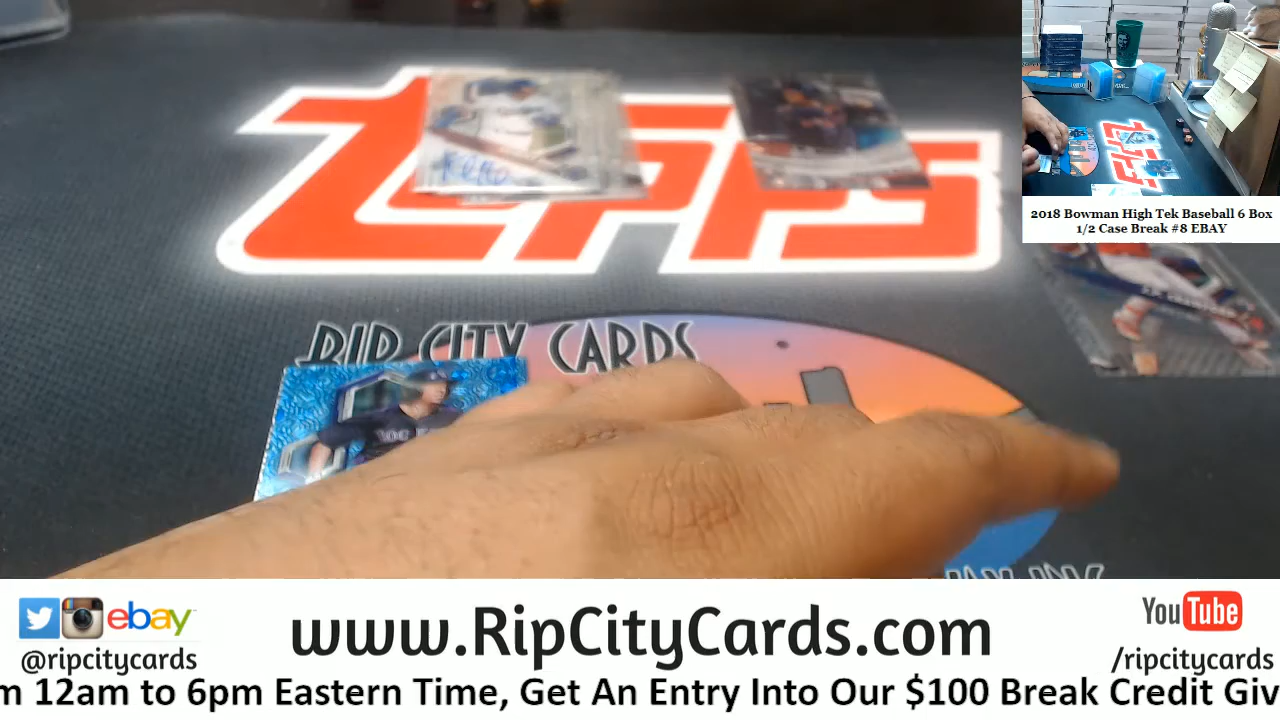 Topps
RIP CITY CARDS
2018 Bowman High Tek Baseball 6 Box
1/2 Case Break #8 EBAY
ebay
@ripcitycards
www.RipCityCards.com
YouTube
/ripcitycards
m 12am to 6pm Eastern Time, Get An Entry Into Our $100 Break Credit Giv